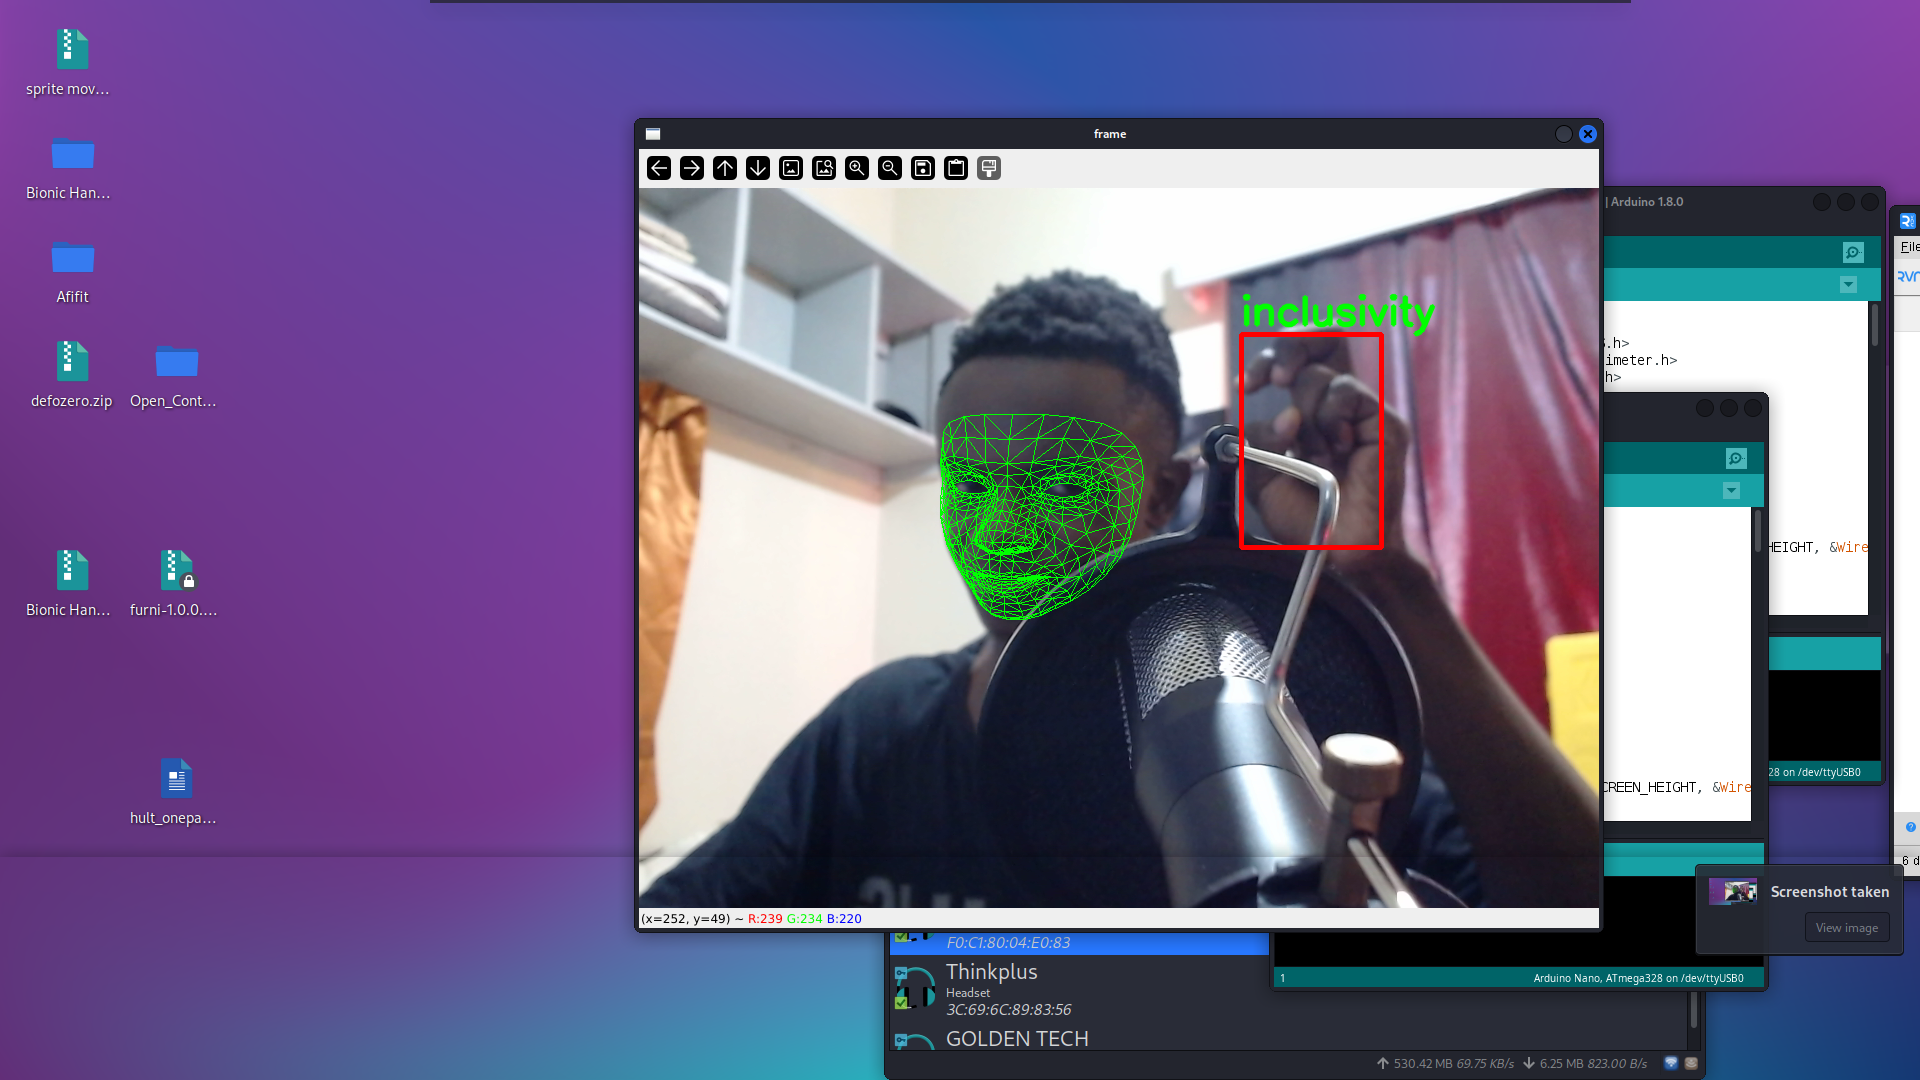 sprite mov...
Bionic Han...
Afifit
defozero.zip
Open_Cont...
Bionic Han...
furni-1.0.0....
hult_onepa...
frame
inclusivity
(x=252, y=49) ~ R:239 G:234 B:220
| Arduino 1.8.0
.h>
imeter.h>
h>
HEIGHT, &Wire
28 on /dev/ttyUSB0
CREEN_HEIGHT, &Wire
File
RVN
6 d
Screenshot taken
View image
1
Arduino Nano, ATmega328 on /dev/ttyUSB0
F0:C1:80:04:E0:83
Thinkplus
Headset
3C:69:6C:89:83:56
GOLDEN TECH
530.42 MB 69.75 KB/s 6.25 MB 823.00 B/s